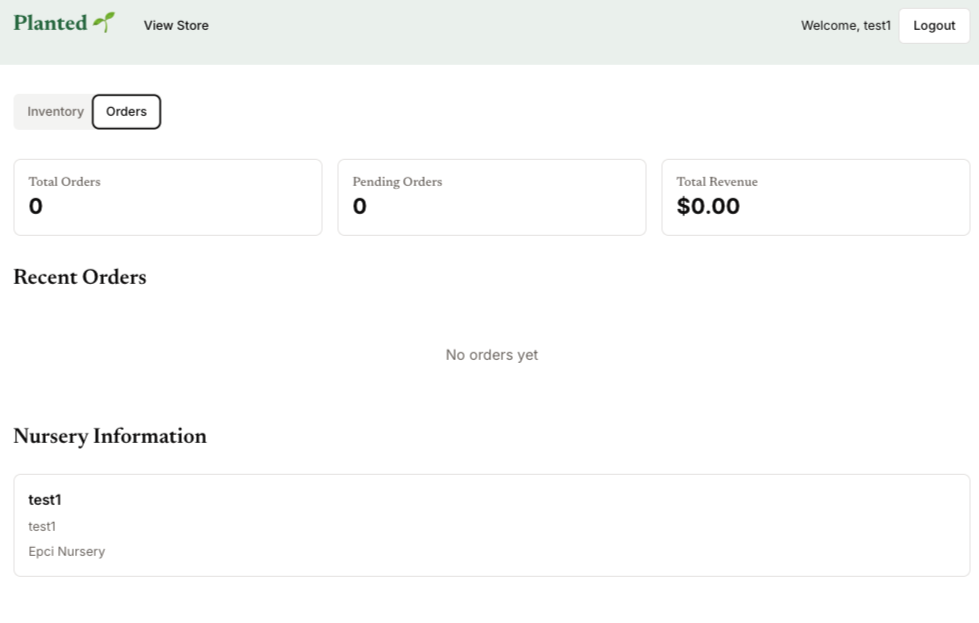 Planted
View Store
Welcome, test1
Logout
Inventory
Orders
Total Orders
0
Pending Orders
0
Total Revenue
$0.00
Recent Orders
No orders yet
Nursery Information
test1
test1
Epci Nursery